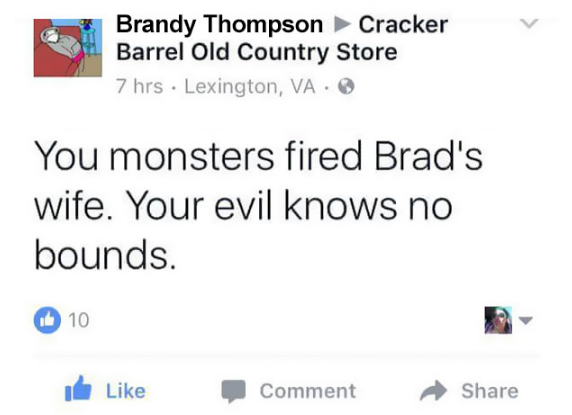 Brandy Thompson ▶ Cracker
Barrel Old Country Store
7 hrs · Lexington, VA ·
You monsters fired Brad's
wife. Your evil knows no
bounds.
10
Like Comment Share